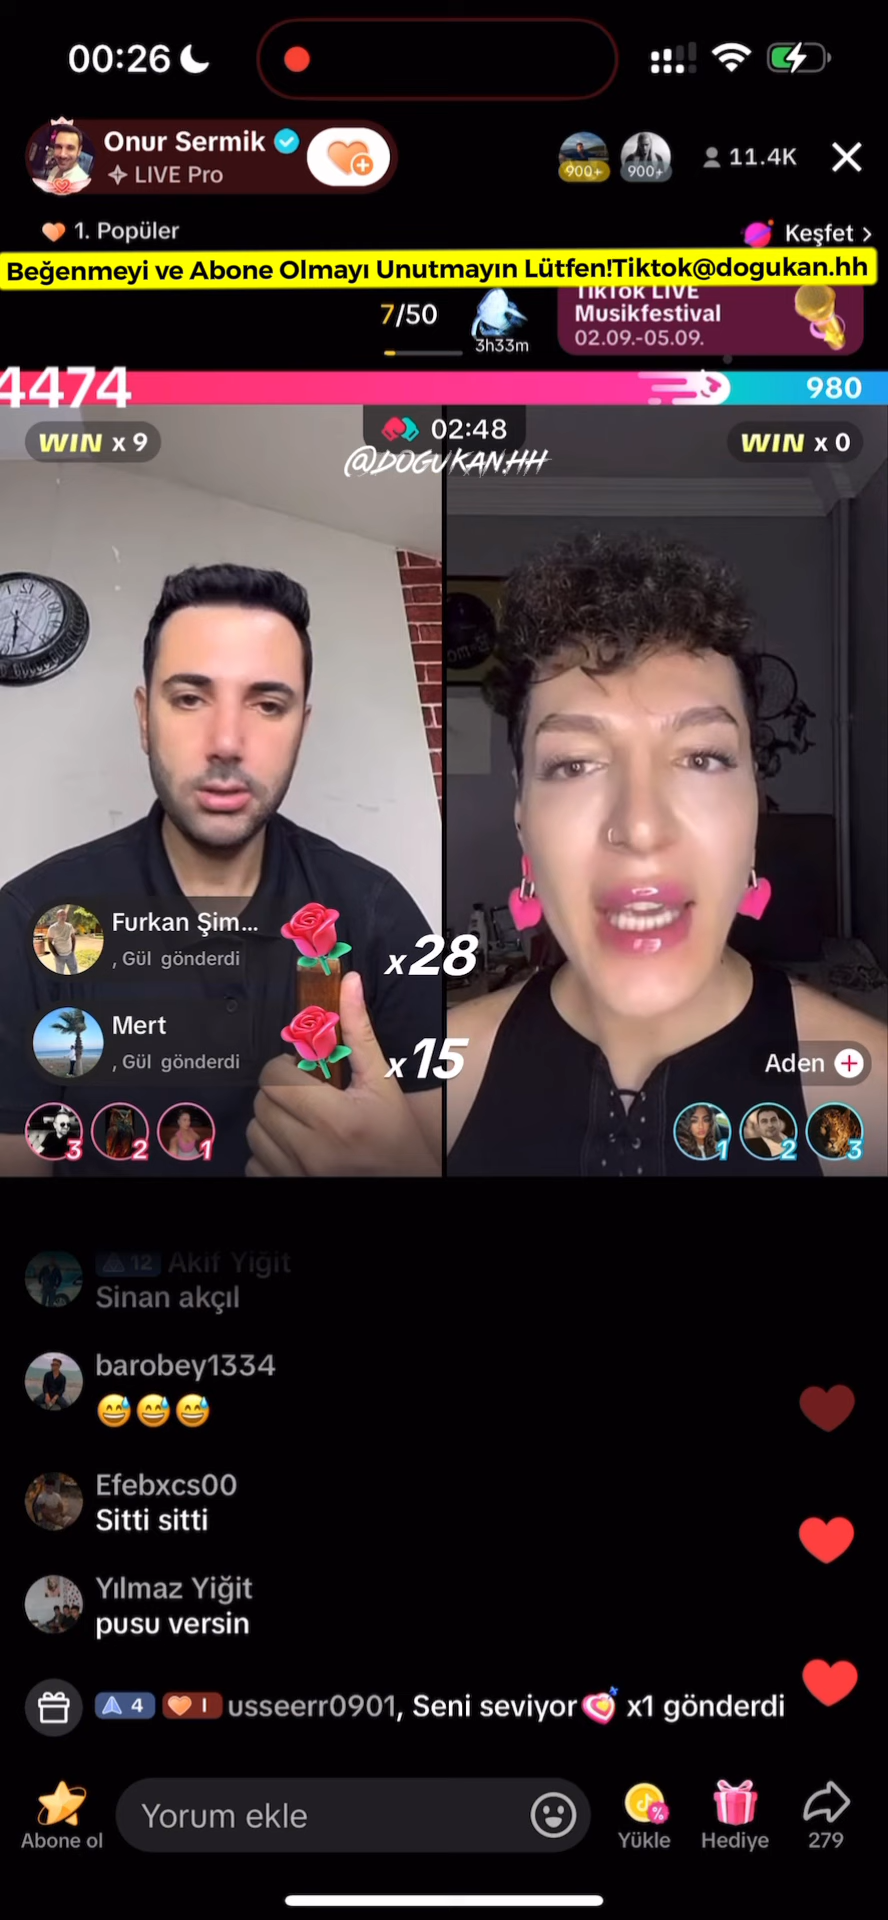 00:26
Onur Sermik
LIVE Pro
900+
900+
11.4K
1. Popüler
Keşfet >
Beğenmeyi ve Abone Olmayı Unutmayın Lütfen!Tiktok@dogukan.hh
7/50
3h33m
TikTok LIVE
Musikfestival
02.09.-05.09.
4474
980
WIN x 9
02:48
WIN x 0
@DOGUKAN.HH
Furkan Şim...
, Gül gönderdi
x28
Mert
, Gül gönderdi
x15
Aden
3
2
1
1
2
3
12 Akif Yiğit
Sinan akçıl
barobey1334
Efebxcs00
Sitti sitti
Yılmaz Yiğit
pusu versin
4 I usseerr0901, Seni seviyor x1 gönderdi
Abone ol
Yorum ekle
Yükle
Hediye
279